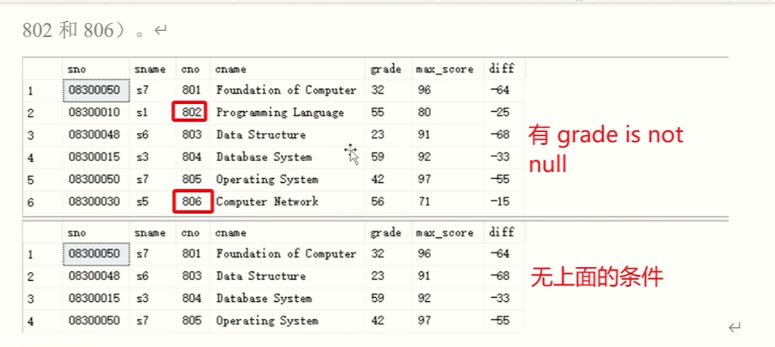 802 和 806）。
sno sname cno cname grade max_score diff
1 08300050 s7 801 Foundation of Computer 32 96 -64
2 08300010 s1 802 Programming Language 55 80 -25
3 08300048 s6 803 Data Structure 23 91 -68
4 08300015 s3 804 Database System 59 92 -33
5 08300050 s7 805 Operating System 42 97 -55
6 08300030 s5 806 Computer Network 56 71 -15
有 grade is not
null
sno sname cno cname grade max_score diff
1 08300050 s7 801 Foundation of Computer 32 96 -64
2 08300048 s6 803 Data Structure 23 91 -68
3 08300015 s3 804 Database System 59 92 -33
4 08300050 s7 805 Operating System 42 97 -55
无上面的条件